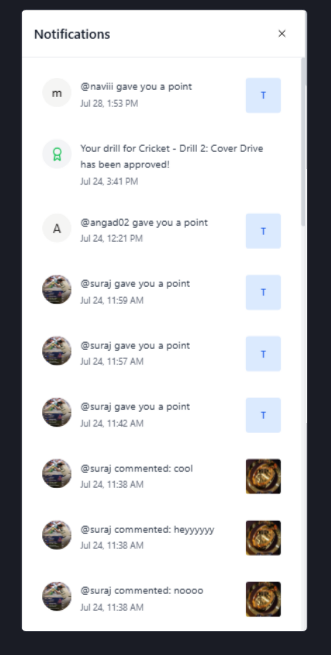 Notifications
×
m
@naviii gave you a point
Jul 28, 1:53 PM
T
Your drill for Cricket - Drill 2: Cover Drive
has been approved!
Jul 24, 3:41 PM
A
@angad02 gave you a point
Jul 24, 12:21 PM
T
@suraj gave you a point
Jul 24, 11:59 AM
T
@suraj gave you a point
Jul 24, 11:57 AM
T
@suraj gave you a point
Jul 24, 11:42 AM
T
@suraj commented: cool
Jul 24, 11:38 AM
@suraj commented: heyyyyyy
Jul 24, 11:38 AM
@suraj commented: noooo
Jul 24, 11:38 AM